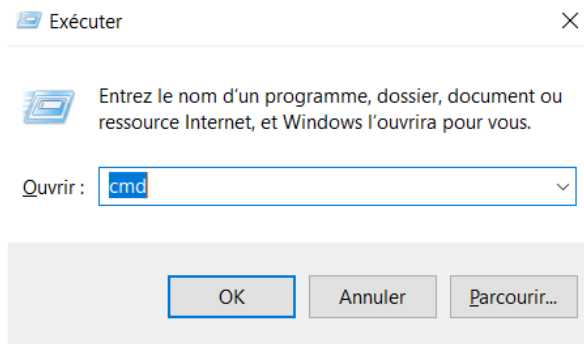 Exécuter
Entrez le nom d'un programme, dossier, document ou
ressource Internet, et Windows l'ouvrira pour vous.
Ouvrir : cmd
OK Annuler Parcourir...